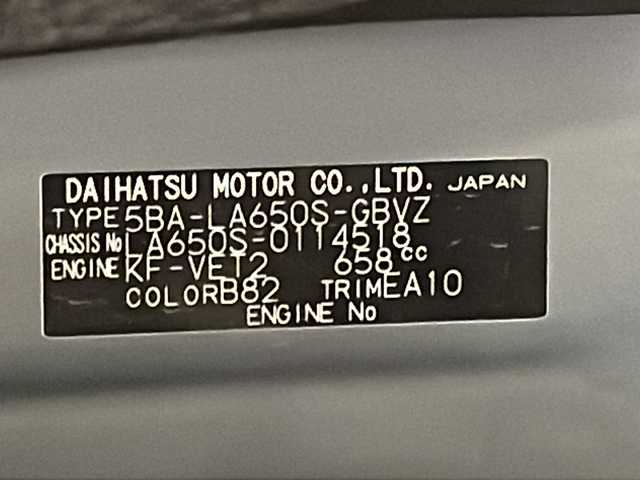 DAIHATSU MOTOR CO.,LTD. JAPAN
TYPE 5BA-LA650S-GBVZ
CHASSIS No LA650S-0114518
ENGINE KF-VET2 658cc
COLOR B82 TRIM EA10
ENGINE No